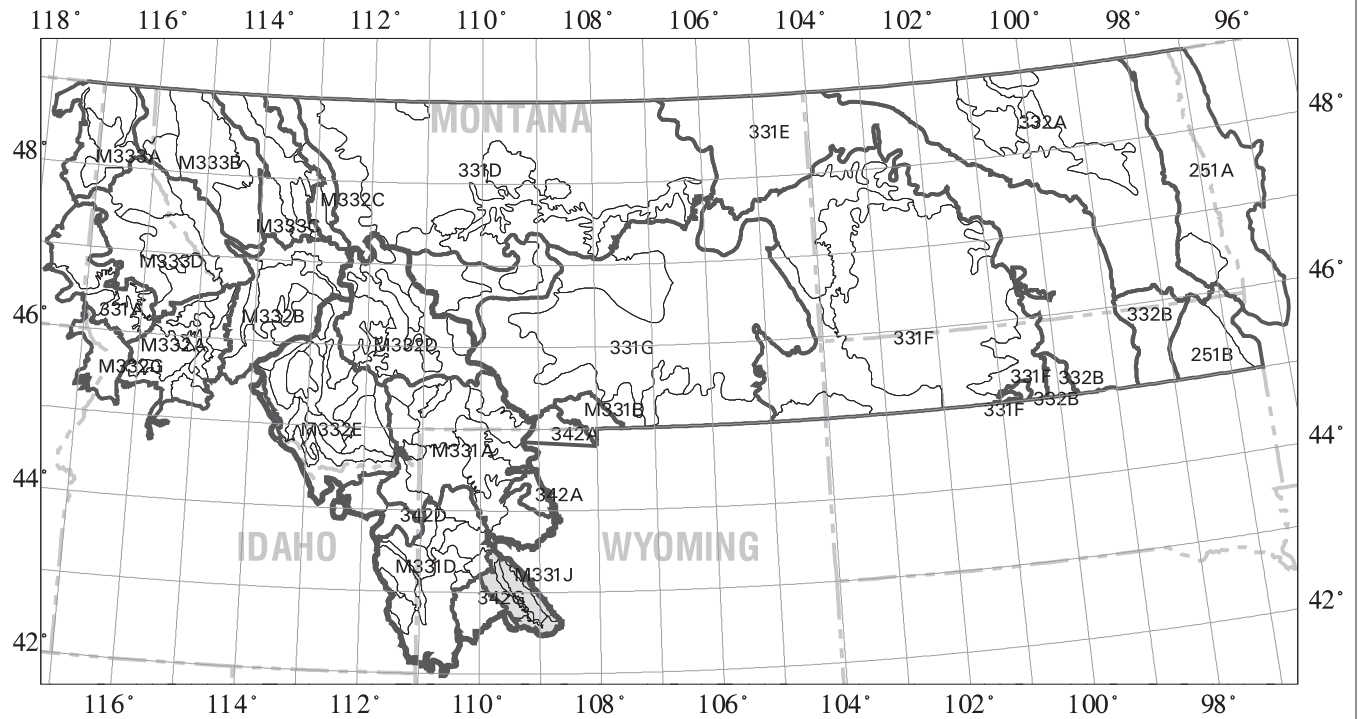 118° 116° 114° 112° 110° 108° 106° 104° 102° 100° 98° 96°
48°
MONTANA
332A
331E
48°
M333A
M333B
331D
251A
M332C
M333C
M333D
46°
46°
331A
M332B
332B
M332A
M332D
331F
331G
251B
M332G
331F
332B
332B
M331B
331F
M332E
342A
44°
M331A
44°
342A
342D
IDAHO
WYOMING
M331D
M331J
342G
42°
42°
116° 114° 112° 110° 108° 106° 104° 102° 100° 98°